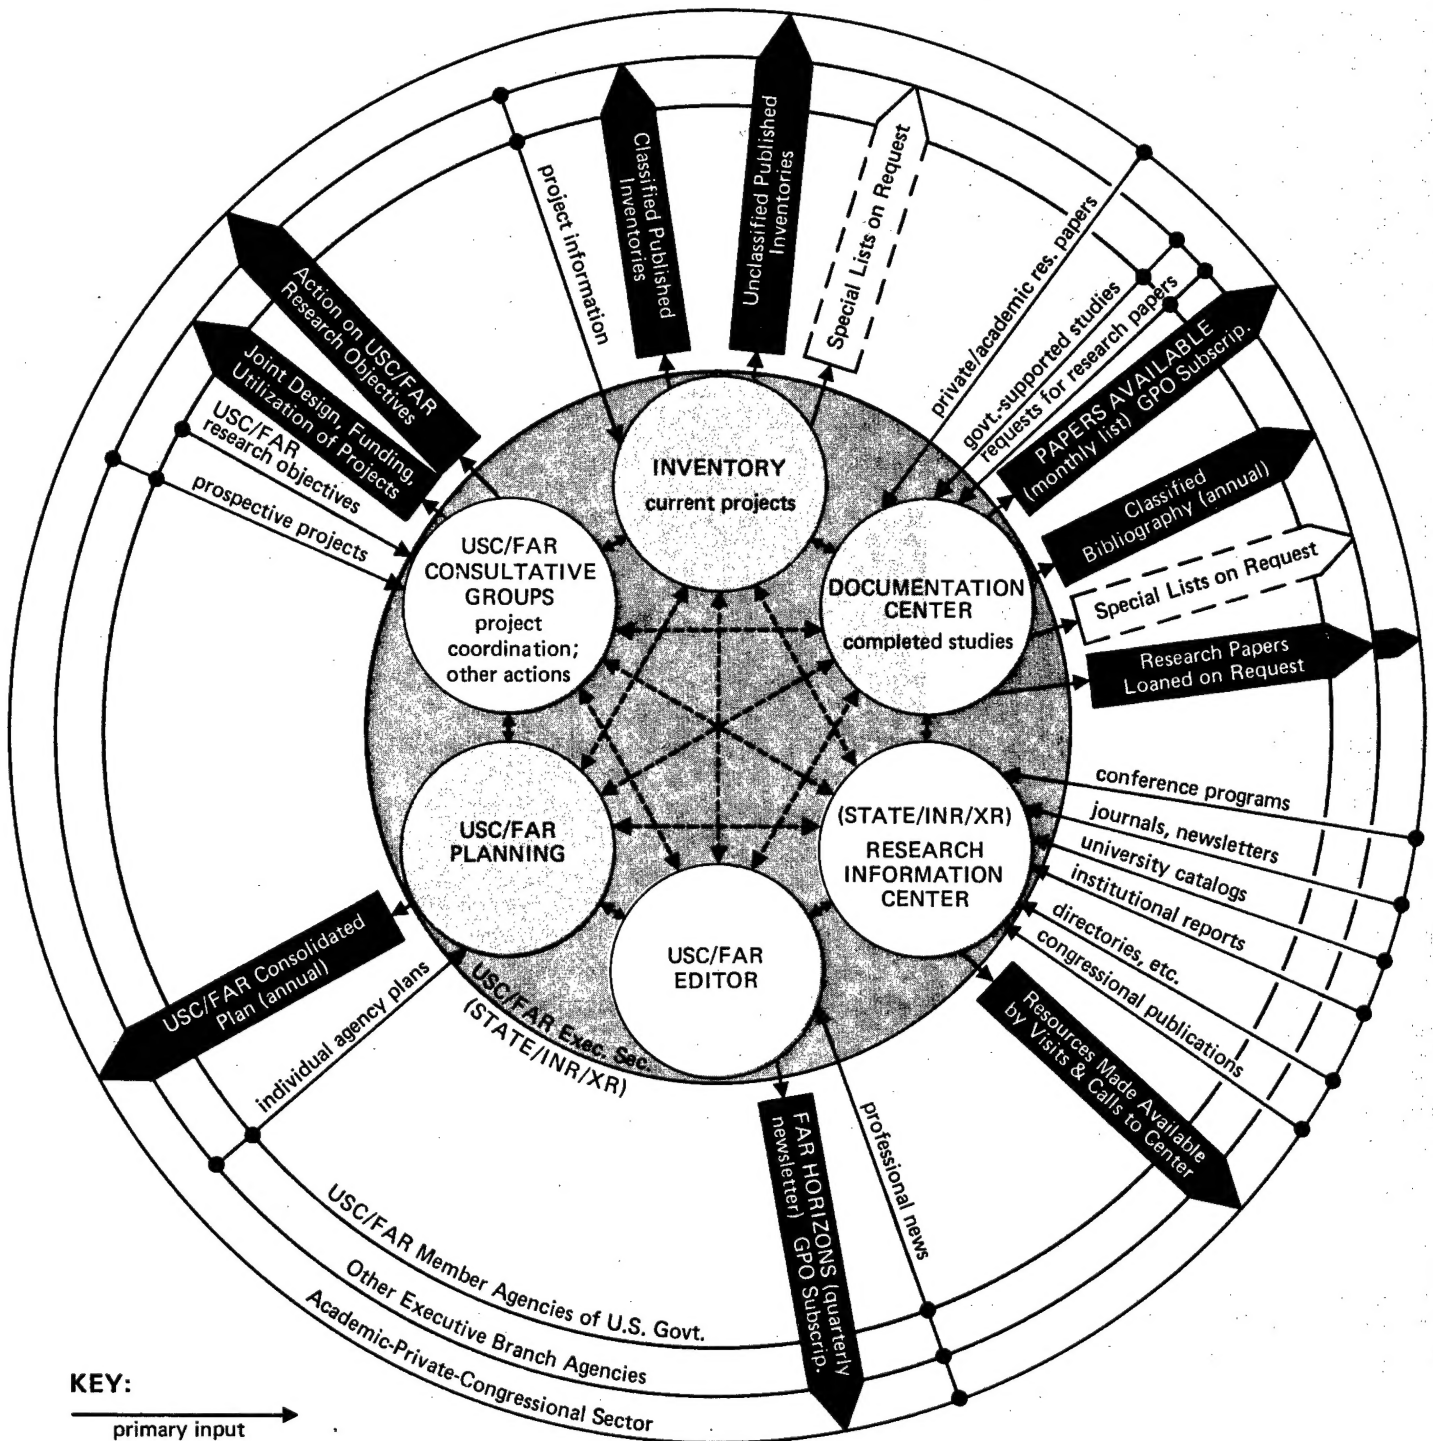 Classified Published
Inventories
Unclassified Published
Inventories
Special Lists on Request
project information
private/academic res. papers
govt.-supported studies
requests for research papers
PAPERS AVAILABLE
(monthly list) GPO Subscrip.
Classified
Bibliography (annual)
Special Lists on Request
Research Papers
Loaned on Request
Action on USC/FAR
Research Objectives
Joint Design, Funding,
Utilization of Projects
USC/FAR
research objectives
prospective projects
INVENTORY
current projects
USC/FAR
CONSULTATIVE
GROUPS
project
coordination;
other actions
DOCUMENTATION
CENTER
completed studies
USC/FAR
PLANNING
(STATE/INR/XR)
RESEARCH
INFORMATION
CENTER
USC/FAR
EDITOR
USC/FAR Exec. Sec.
(STATE/INR/XR)
conference programs
journals, newsletters
university catalogs
institutional reports
directories, etc.
congressional publications
Resources Made Available
by Visits & Calls to Center
professional news
FAR HORIZONS (quarterly
newsletter) GPO Subscrip.
USC/FAR Consolidated
Plan (annual)
individual agency plans
USC/FAR Member Agencies of U.S. Govt.
Other Executive Branch Agencies
Academic-Private-Congressional Sector
KEY:
primary input